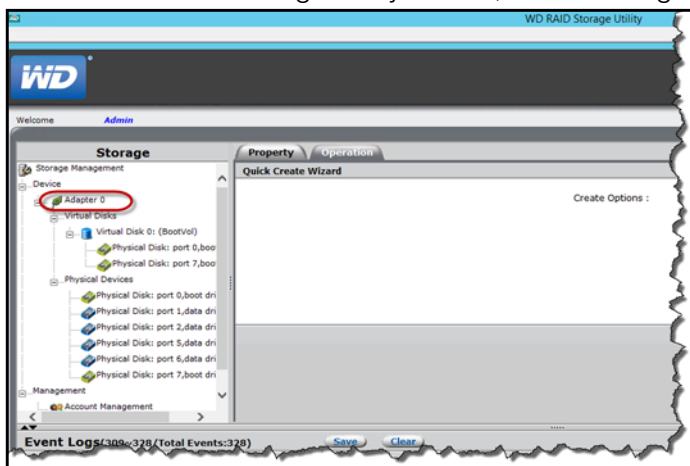 WD RAID Storage Utility
WD
Welcome Admin
Storage
Property Operation
Storage Management
Quick Create Wizard
Device
Adapter 0
Create Options :
Virtual Disks
Virtual Disk 0: (BootVol)
Physical Disk: port 0,boo
Physical Disk: port 7,boo
Physical Devices
Physical Disk: port 0,boot dri
Physical Disk: port 1,data dri
Physical Disk: port 2,data dri
Physical Disk: port 5,data dri
Physical Disk: port 6,data dri
Physical Disk: port 7,boot dri
Management
Account Management
Event Logs(309~328/Total Events:328) Save Clear